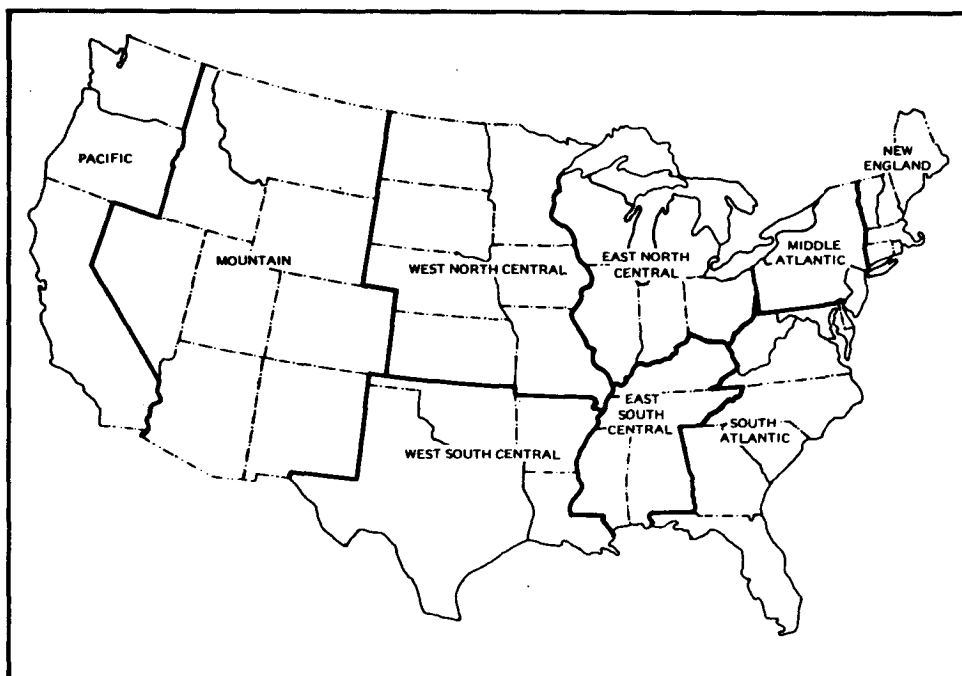 PACIFIC
MOUNTAIN
WEST NORTH CENTRAL
EAST NORTH
CENTRAL
MIDDLE
ATLANTIC
NEW
ENGLAND
WEST SOUTH CENTRAL
EAST
SOUTH
CENTRAL
SOUTH
ATLANTIC